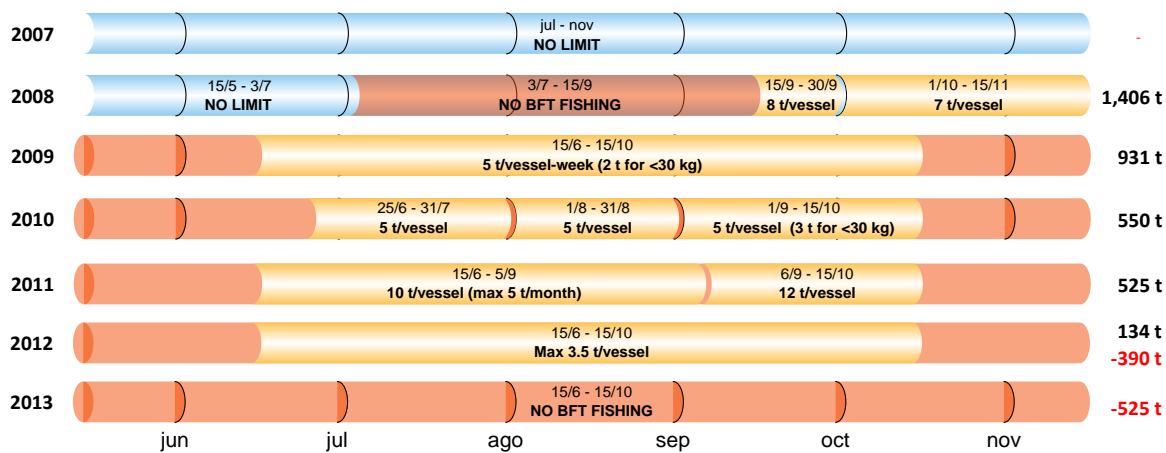 2007
jul - nov
NO LIMIT
-
2008
15/5 - 3/7
NO LIMIT
3/7 - 15/9
NO BFT FISHING
15/9 - 30/9
8 t/vessel
1/10 - 15/11
7 t/vessel
1,406 t
2009
15/6 - 15/10
5 t/vessel-week (2 t for <30 kg)
931 t
2010
25/6 - 31/7
5 t/vessel
1/8 - 31/8
5 t/vessel
1/9 - 15/10
5 t/vessel (3 t for <30 kg)
550 t
2011
15/6 - 5/9
10 t/vessel (max 5 t/month)
6/9 - 15/10
12 t/vessel
525 t
2012
15/6 - 15/10
Max 3.5 t/vessel
134 t
-390 t
2013
15/6 - 15/10
NO BFT FISHING
-525 t
jun jul ago sep oct nov